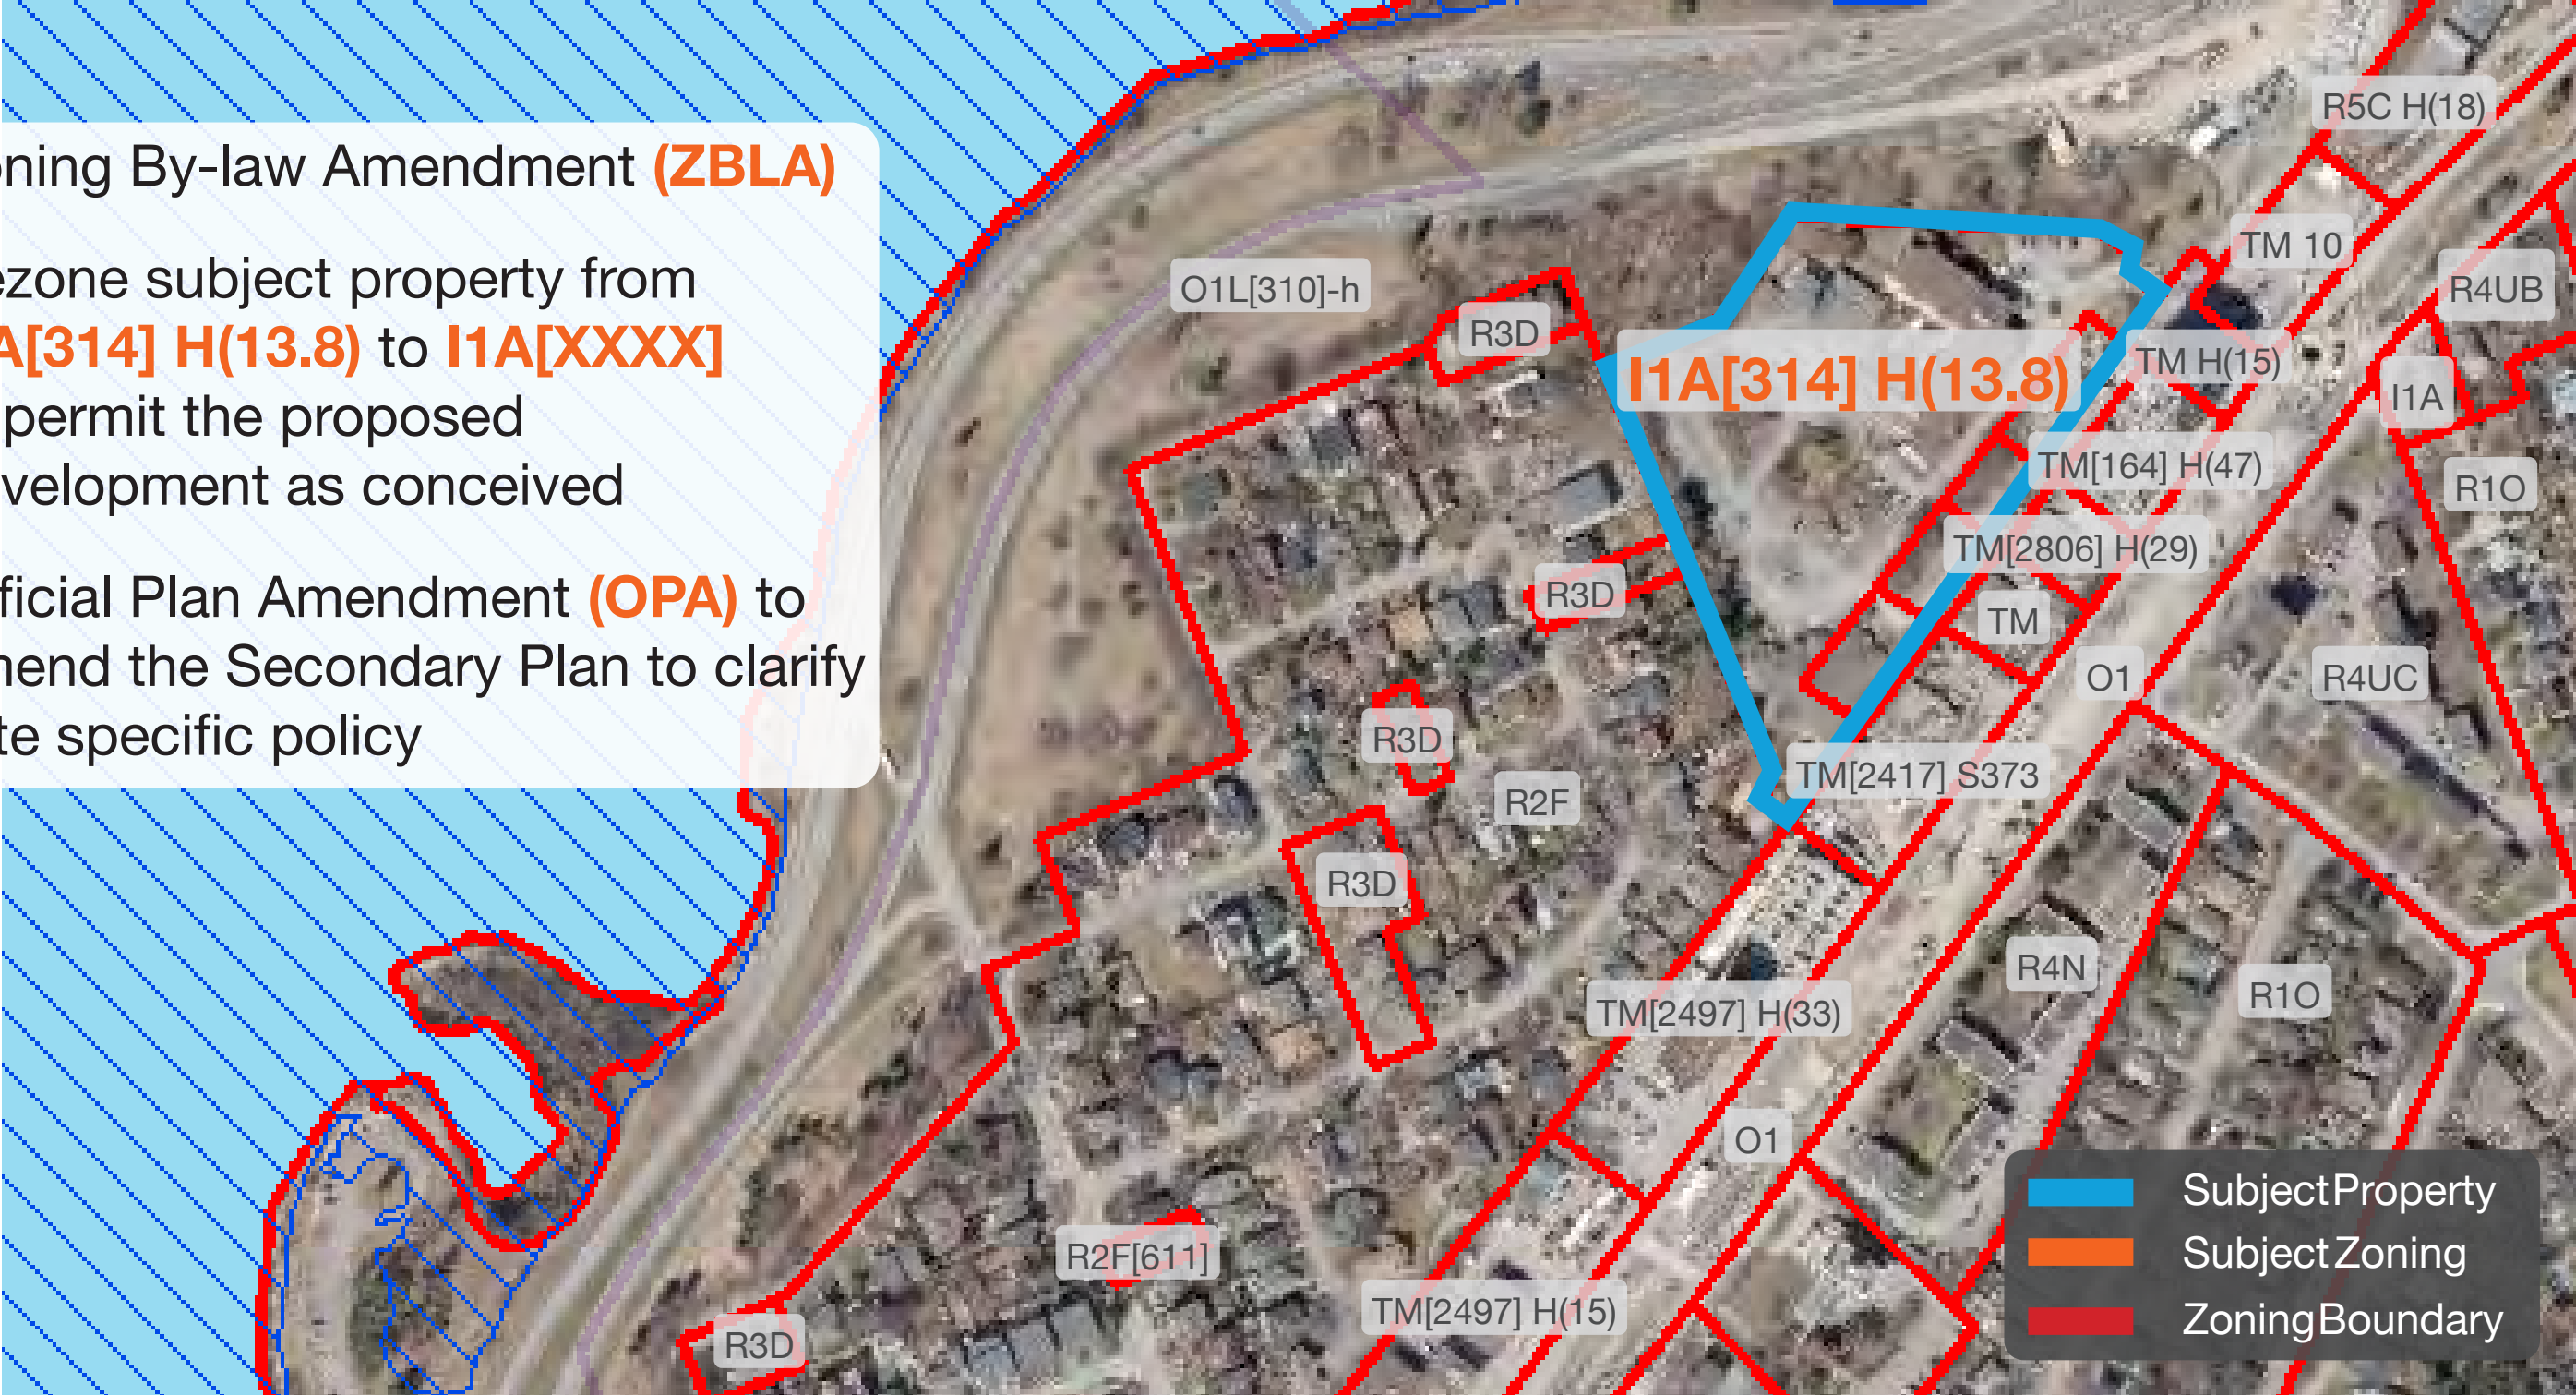 oning By-law Amendment (ZBLA)
ezone subject property from
A[314] H(13.8) to I1A[XXXX]
permit the proposed
velopment as conceived
ficial Plan Amendment (OPA) to
nend the Secondary Plan to clarify
te specific policy
R5C H(18)
TM 10
O1L[310]-h
R4UB
R3D
I1A[314] H(13.8)
TM H(15)
I1A
TM[164] H(47)
R1O
TM[2806] H(29)
R3D
TM
O1
R4UC
R3D
TM[2417] S373
R2F
R3D
R4N
R1O
TM[2497] H(33)
O1
R2F[611]
TM[2497] H(15)
R3D
Subject Property
Subject Zoning
Zoning Boundary